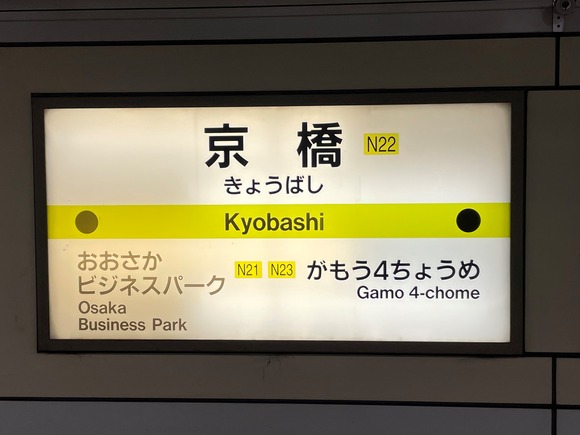 京橋 N22
きょうばし
Kyobashi
おおさか
ビジネスパーク
Osaka
Business Park
N21 N23
がもう4ちょうめ
Gamo 4-chome